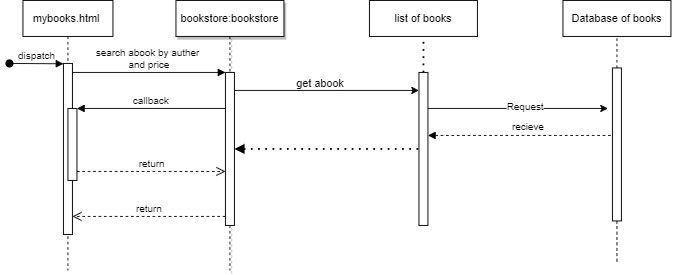 mybooks.html
bookstore:bookstore
list of books
Database of books
dispatch
search abook by auther
and price
get abook
callback
Request
recieve
return
return